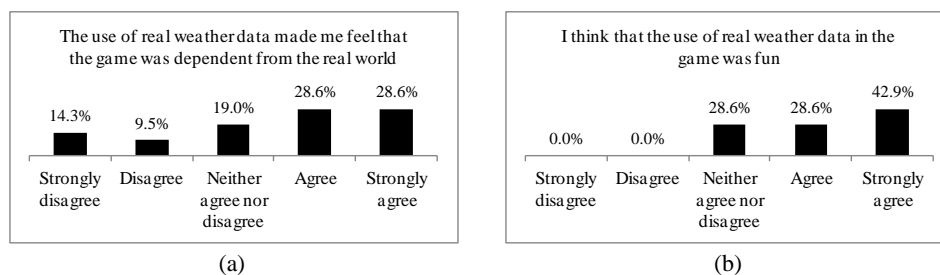 The use of real weather data made me feel that
the game was dependent from the real world
14.3%
9.5%
19.0%
28.6%
28.6%
Strongly
disagree
Disagree
Neither
agree nor
disagree
Agree
Strongly
agree
(a)
I think that the use of real weather data in the
game was fun
0.0%
0.0%
28.6%
28.6%
42.9%
Strongly
disagree
Disagree
Neither
agree nor
disagree
Agree
Strongly
agree
(b)